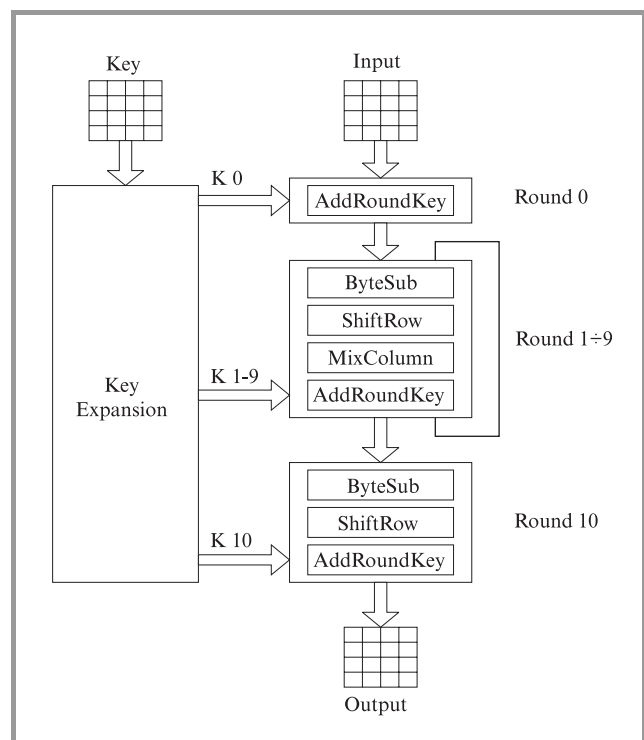 Key
Input
K 0
AddRoundKey
Round 0
ByteSub
ShiftRow
MixColumn
AddRoundKey
Round 1÷9
K 1-9
Key
Expansion
ByteSub
ShiftRow
AddRoundKey
Round 10
K 10
Output